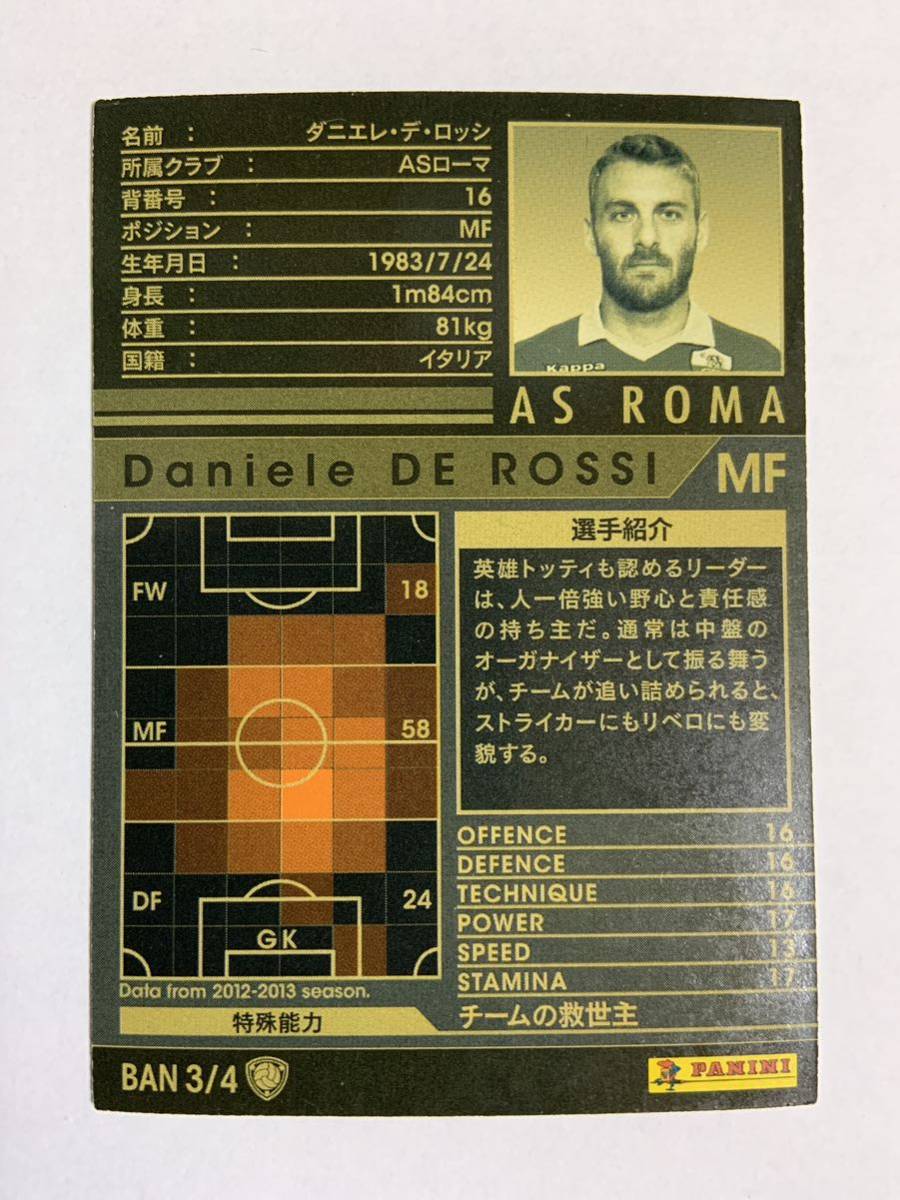 名前 : ダニエレ・デ・ロッシ
所属クラブ : ASローマ
背番号 : 16
ポジション : MF
生年月日 : 1983/7/24
身長 : 1m84cm
体重 : 81kg
国籍 : イタリア
Kappa
AS ROMA
Daniele DE ROSSI MF
FW 18
MF 58
DF 24
GK
Data from 2012-2013 season.
選手紹介
英雄トッティも認めるリーダー
は、人一倍強い野心と責任感
の持ち主だ。通常は中盤の
オーガナイザーとして振る舞う
が、チームが追い詰められると、
ストライカーにもリベロにも変
貌する。
OFFENCE 16
DEFENCE 16
TECHNIQUE 16
POWER 17
SPEED 13
STAMINA 17
特殊能力 チームの救世主
BAN 3/4
PANINI